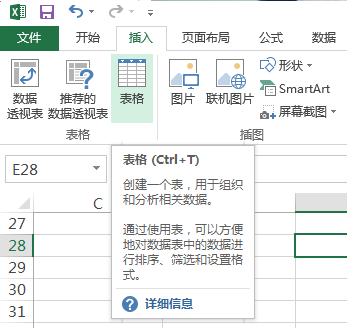 文件 开始 插入 页面布局 公式 数据
数据
透视表
推荐的
数据透视表
表格
图片
联机图片
形状
SmartArt
屏幕截图
表格
插图
E28
表格 (Ctrl+T)
创建一个表，用于组织
和分析相关数据。
通过使用表，可以方便
地对数据表中的数据进
行排序、筛选和设置格
式。
详细信息
C
27
28
29
30
31